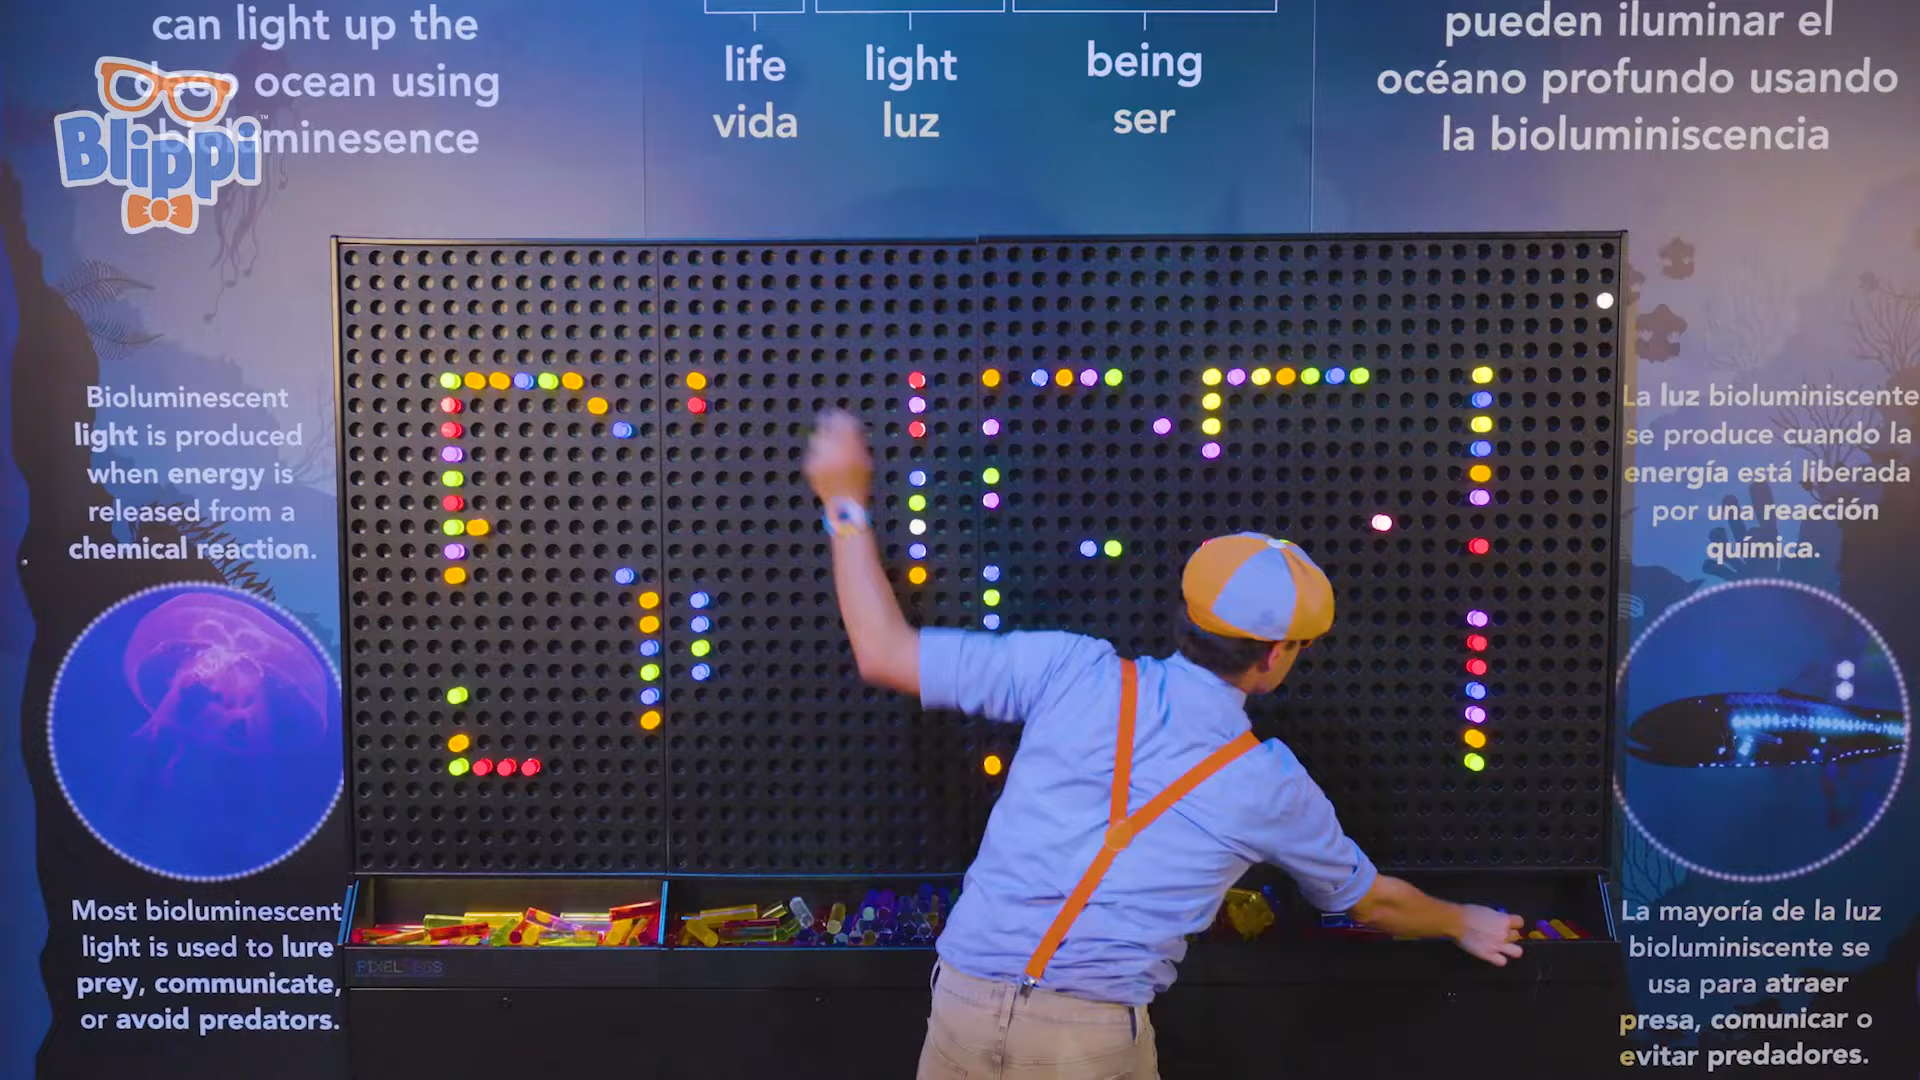 can light up the
deep ocean using
bioluminesence
Blippi
life
vida
light
luz
being
ser
pueden iluminar el
océano profundo usando
la bioluminiscencia
Bioluminescent
light is produced
when energy is
released from a
chemical reaction.
Most bioluminescent
light is used to lure
prey, communicate,
or avoid predators.
La luz bioluminiscente
se produce cuando la
energía está liberada
por una reacción
química.
La mayoría de la luz
bioluminiscente se
usa para atraer
presa, comunicar o
evitar predadores.